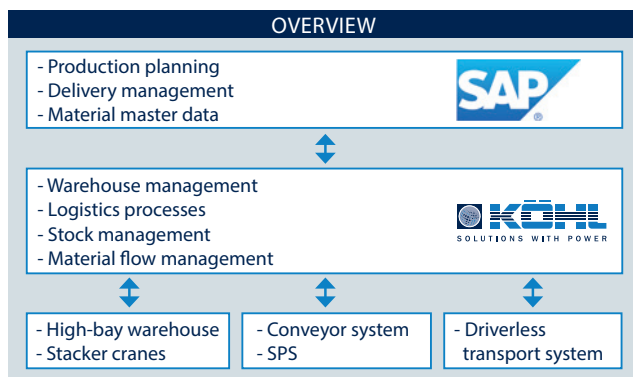 OVERVIEW
- Production planning
- Delivery management
- Material master data
SAP
®
- Warehouse management
- Logistics processes
- Stock management
- Material flow management
KÖHL
SOLUTIONS WITH POWER
- High-bay warehouse
- Stacker cranes
- Conveyor system
- SPS
- Driverless
transport system